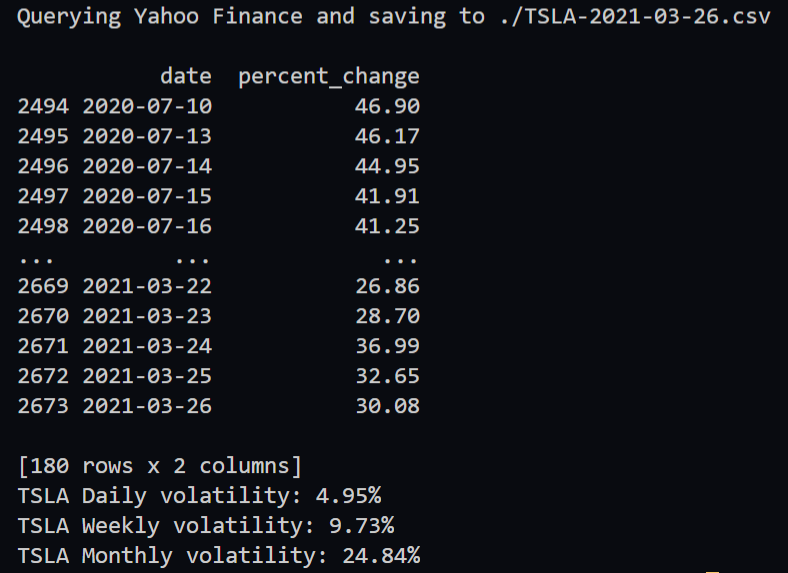 Querying Yahoo Finance and saving to ./TSLA-2021-03-26.csv
date percent_change
2494 2020-07-10 46.90
2495 2020-07-13 46.17
2496 2020-07-14 44.95
2497 2020-07-15 41.91
2498 2020-07-16 41.25
... ... ...
2669 2021-03-22 26.86
2670 2021-03-23 28.70
2671 2021-03-24 36.99
2672 2021-03-25 32.65
2673 2021-03-26 30.08
[180 rows x 2 columns]
TSLA Daily volatility: 4.95%
TSLA Weekly volatility: 9.73%
TSLA Monthly volatility: 24.84%